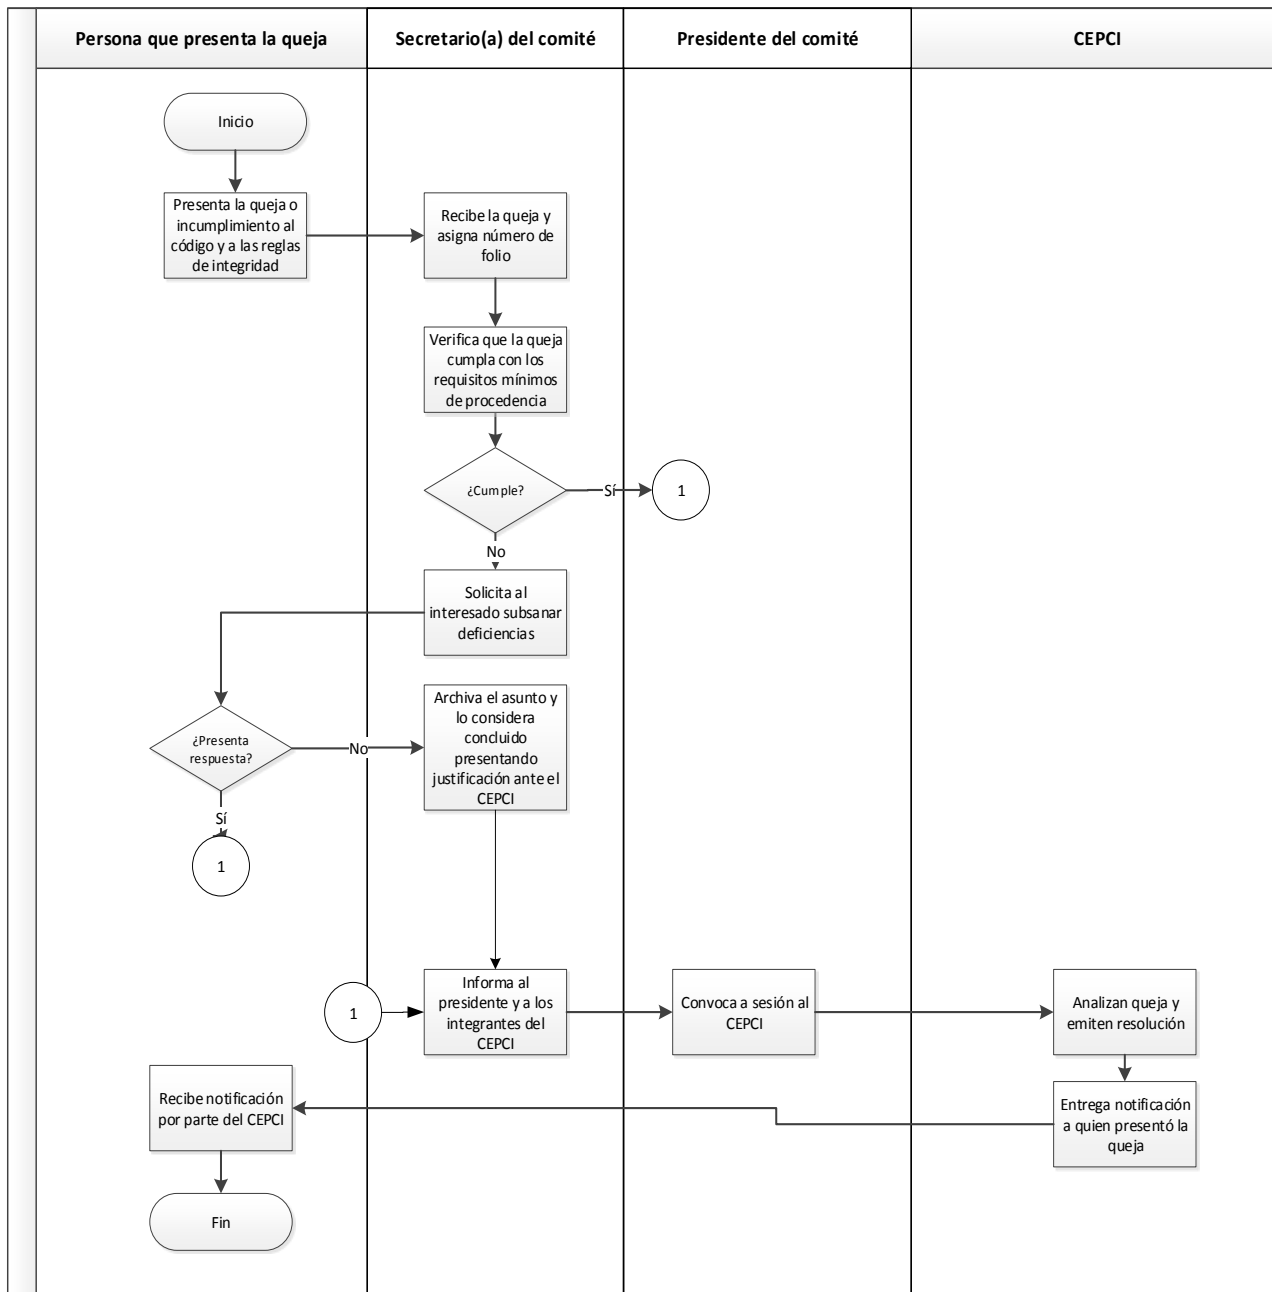 Persona que presenta la queja
Secretario(a) del comité
Presidente del comité
CEPCI
Inicio
Presenta la queja o
incumplimiento al
código y a las reglas
de integridad
Recibe la queja y
asigna número de
folio
Verifica que la queja
cumpla con los
requisitos mínimos
de procedencia
¿Cumple?
Sí
1
No
Solicita al
interesado subsanar
deficiencias
¿Presenta
respuesta?
No
Archiva el asunto y
lo considera
concluido
presentando
justificación ante el
CEPCI
Sí
1
1
Informa al
presidente y a los
integrantes del
CEPCI
Convoca a sesión al
CEPCI
Analizan queja y
emiten resolución
Entrega notificación
a quien presentó la
queja
Recibe notificación
por parte del CEPCI
Fin